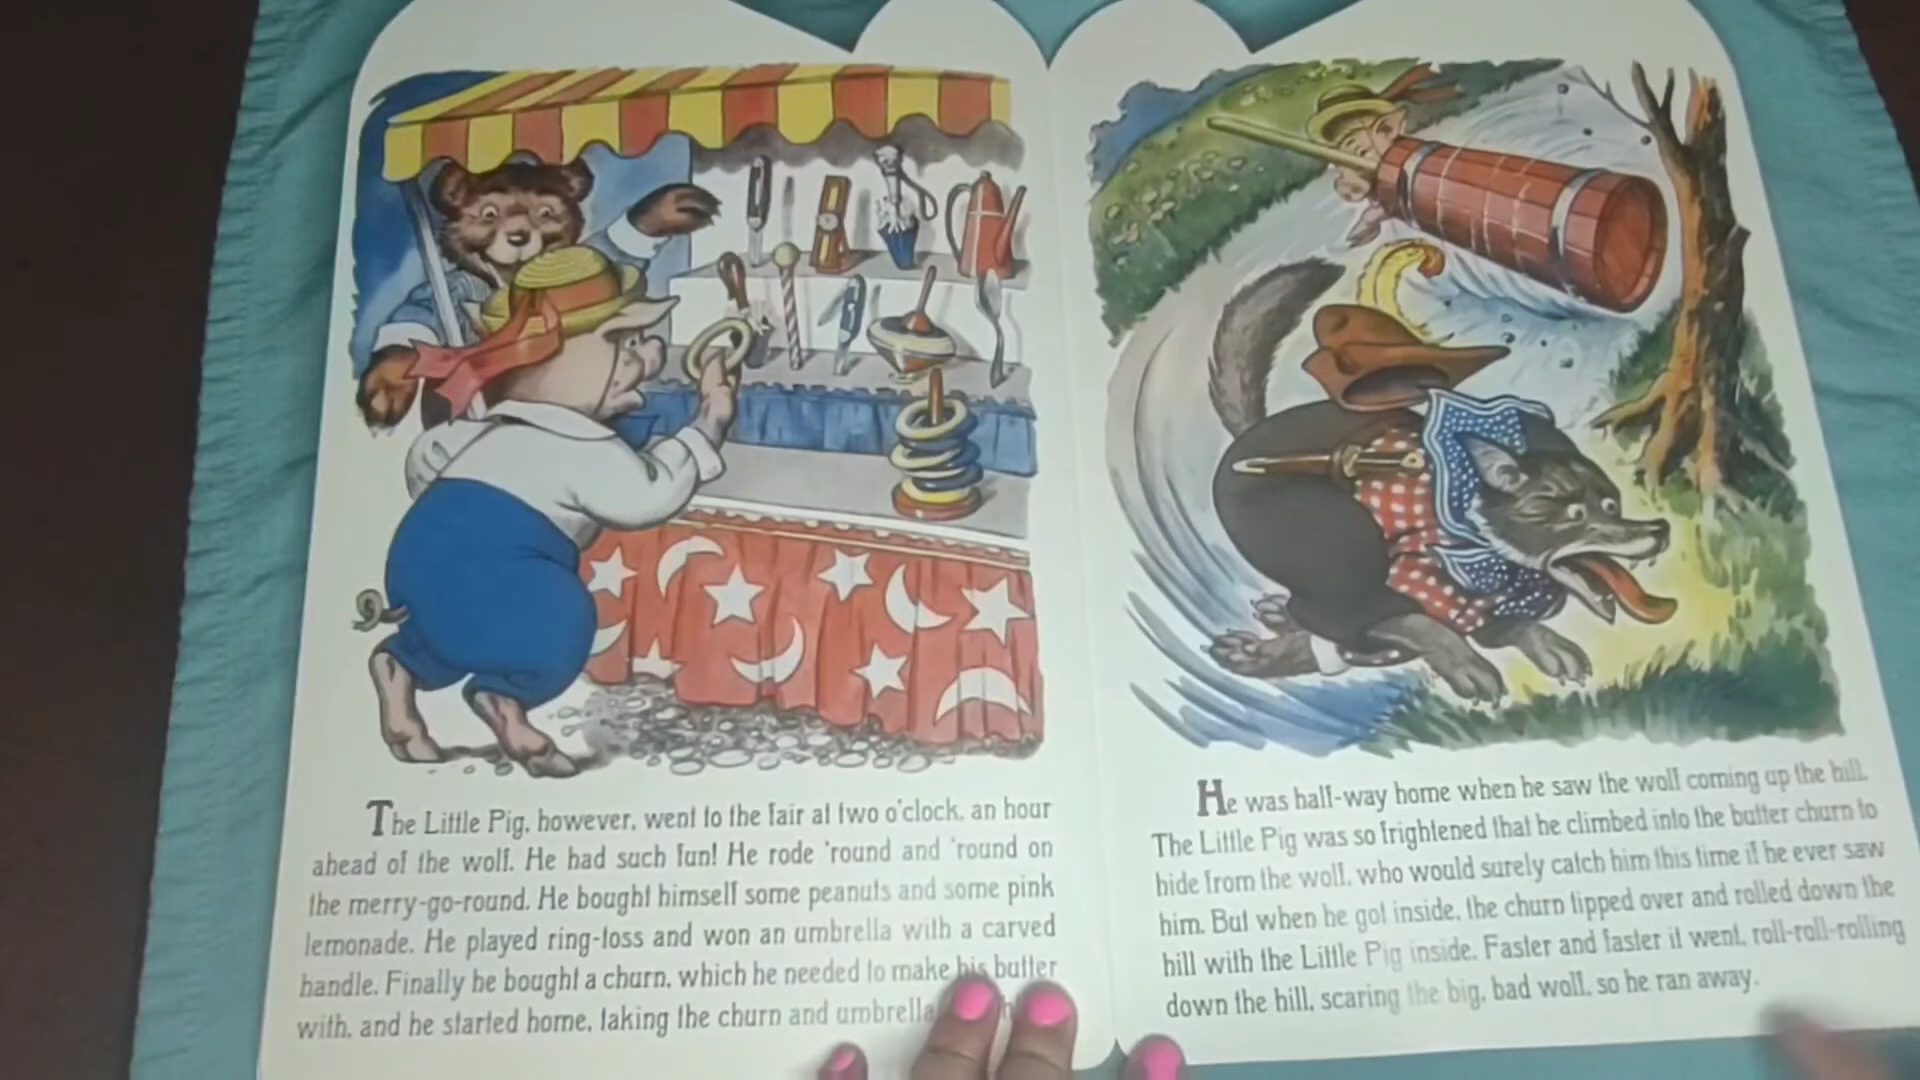 The Little Pig, however, went to the fair at two o'clock, an hour
ahead of the wolf. He had such fun! He rode 'round and 'round on
the merry-go-round. He bought himself some peanuts and some pink
lemonade. He played ring-toss and won an umbrella with a carved
handle. Finally he bought a churn, which he needed to make his butter
with, and he started home, taking the churn and umbrella
He was half-way home when he saw the wolf coming up the hill.
The Little Pig was so frightened that he climbed into the butter churn to
hide from the wolf, who would surely catch him this time if he ever saw
him. But when he got inside, the churn tipped over and rolled down the
hill with the Little Pig inside. Faster and faster it went, roll-roll-rolling
down the hill, scaring the big, bad wolf, so he ran away.